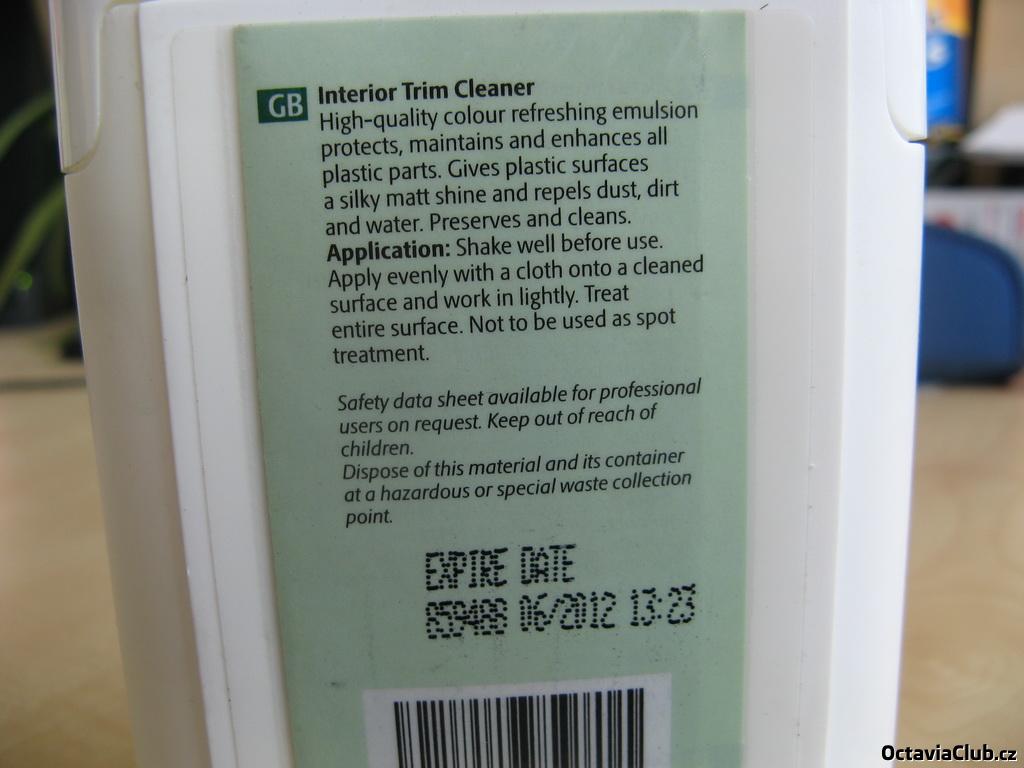 GB
Interior Trim Cleaner
High-quality colour refreshing emulsion
protects, maintains and enhances all
plastic parts. Gives plastic surfaces
a silky matt shine and repels dust, dirt
and water. Preserves and cleans.
Application: Shake well before use.
Apply evenly with a cloth onto a cleaned
surface and work in lightly. Treat
entire surface. Not to be used as spot
treatment.
Safety data sheet available for professional
users on request. Keep out of reach of
children.
Dispose of this material and its container
at a hazardous or special waste collection
point.
EXPIRE DATE
859488 06/2012 13:23
OctaviaClub.cz